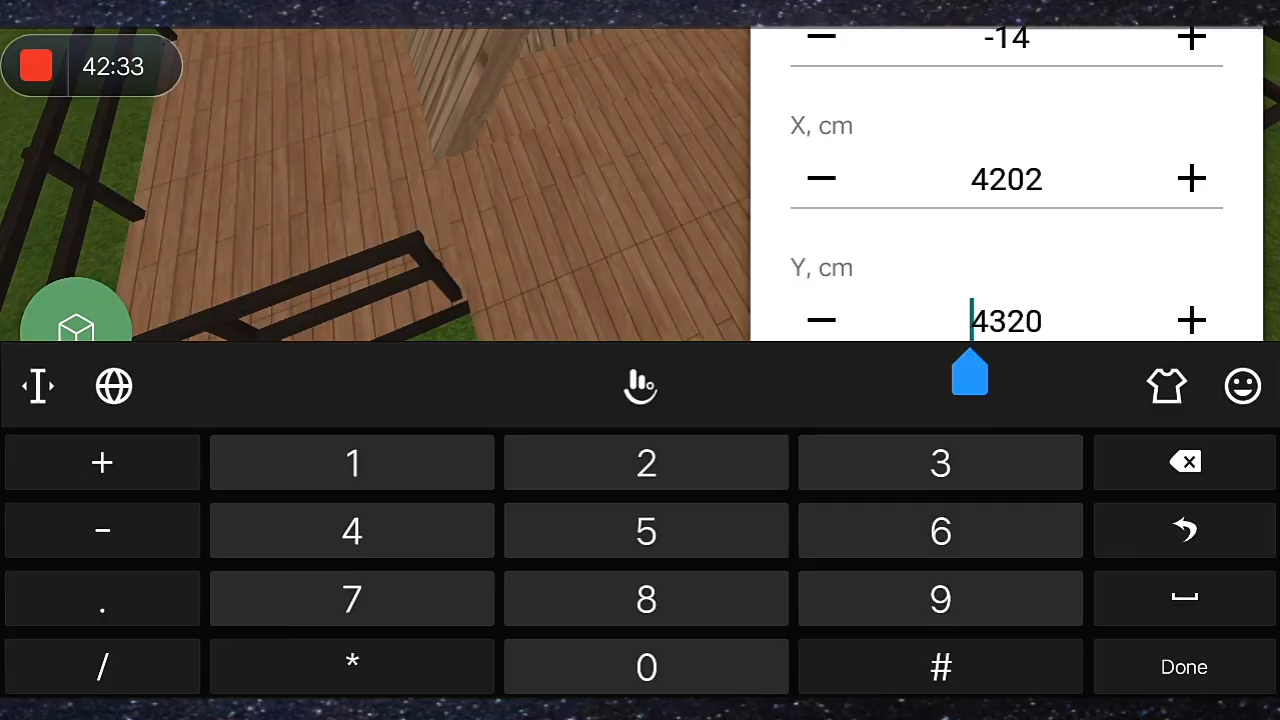 42:33
− -14 +
X, cm
− 4202 +
Y, cm
− 4320 +
+ 1 2 3
- 4 5 6
. 7 8 9
/ * 0 # Done